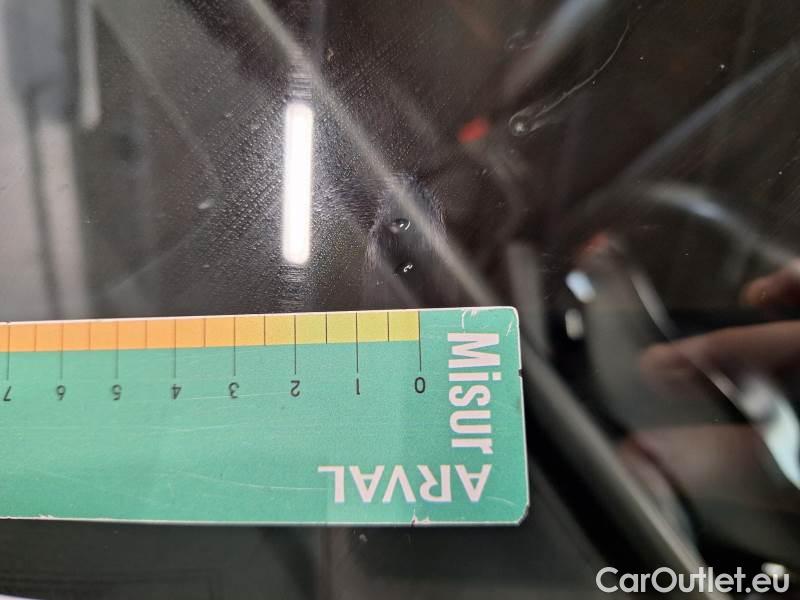 Misur
ARVAL
0 1 2 3 4 5 6 7
CarOutlet.eu